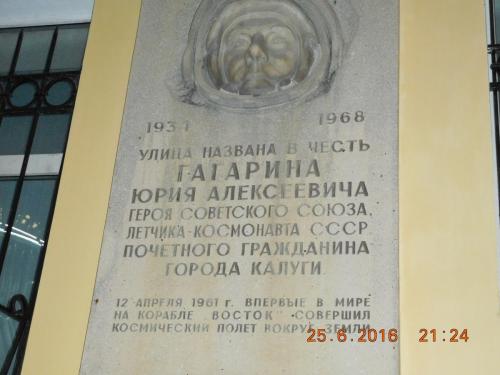 1934 1968
УЛИЦА НАЗВАНА В ЧЕСТЬ
ГАГАРИНА
ЮРИЯ АЛЕКСЕЕВИЧА
ГЕРОЯ СОВЕТСКОГО СОЮЗА,
ЛЕТЧИКА-КОСМОНАВТА СССР
ПОЧЕТНОГО ГРАЖДАНИНА
ГОРОДА КАЛУГИ
12 АПРЕЛЯ 1961 г. ВПЕРВЫЕ В МИРЕ
НА КОРАБЛЕ „ВОСТОК" СОВЕРШИЛ
КОСМИЧЕСКИЙ ПОЛЕТ ВОКРУГ ЗЕМЛИ
25.6.2016 21:24